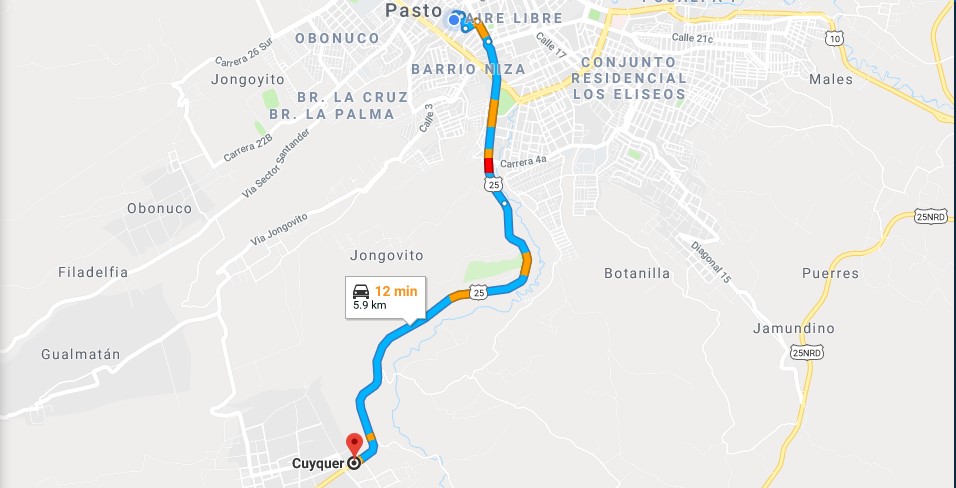 Pasto
AIRE LIBRE
Carrera 26 Sur
OBONUCO
Calle 17
Calle 21c
10
Jongoyito
BARRIO NIZA
CONJUNTO
RESIDENCIAL
LOS ELISEOS
Males
BR. LA CRUZ
BR. LA PALMA
Calle 3
Carrera 22B
Via Sector Santander
Carrera 4a
25
Obonuco
Via Jongovito
25NRD
Jongovito
Diagonal 15
Filadelfia
Botanilla
Puerres
12 min
5.9 km
25
Jamundino
25NRD
Gualmatán
Cuyquer